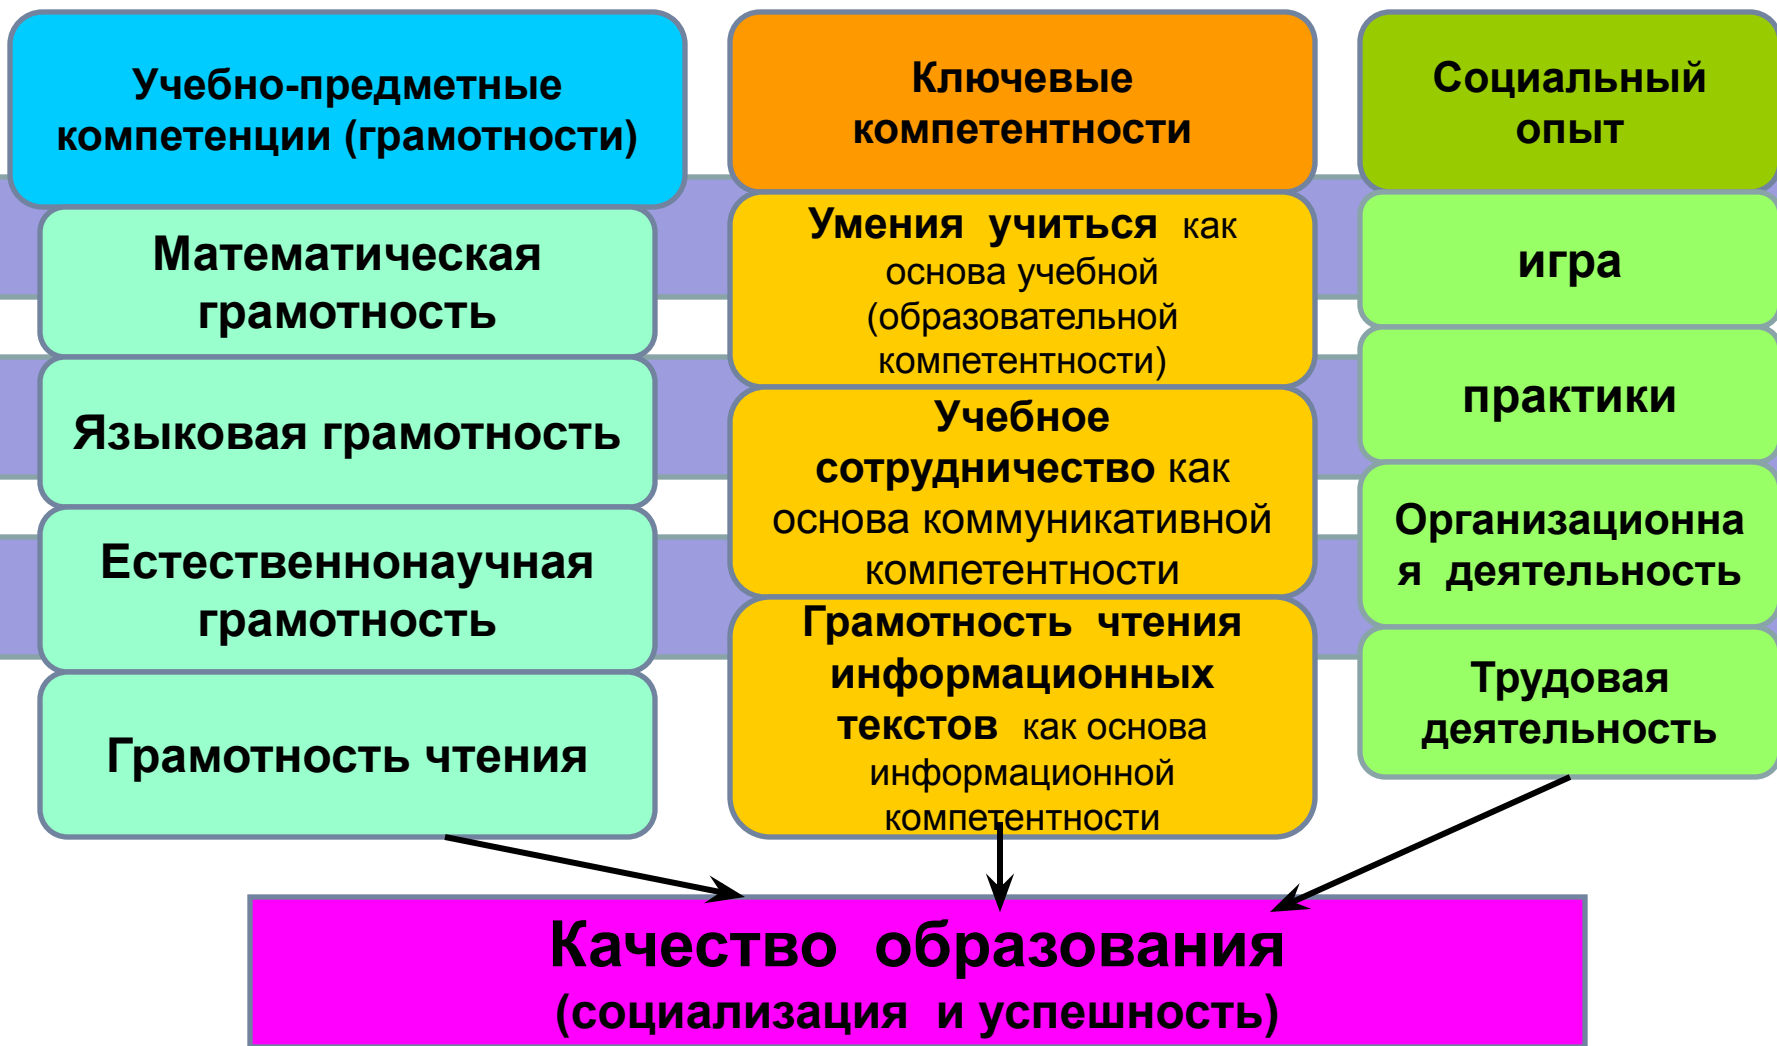 Учебно-предметные
компетенции (грамотности)
Математическая
грамотность
Языковая грамотность
Естественнонаучная
грамотность
Грамотность чтения
Ключевые
компетентности
Умения учиться как
основа учебной
(образовательной
компетентности)
Учебное
сотрудничество как
основа коммуникативной
компетентности
Грамотность чтения
информационных
текстов как основа
информационной
компетентности
Социальный
опыт
игра
практики
Организационна
я деятельность
Трудовая
деятельность
Качество образования
(социализация и успешность)